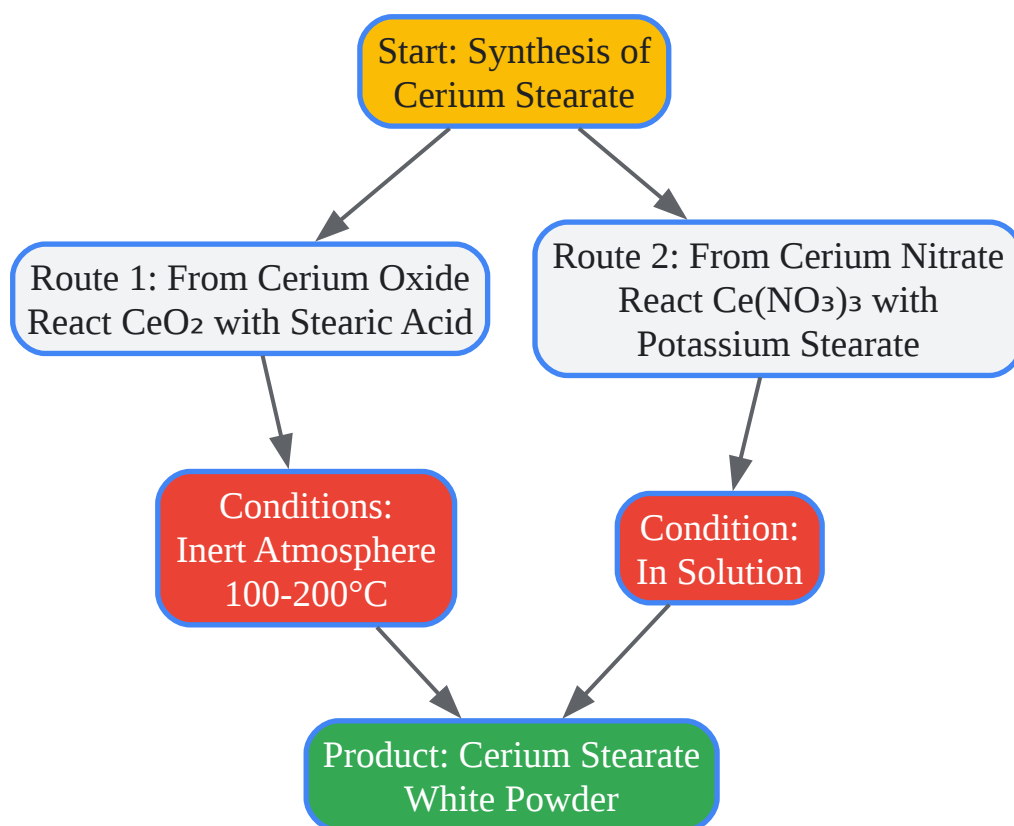 Start: Synthesis of
Cerium Stearate
Route 1: From Cerium Oxide
React CeO₂ with Stearic Acid
Route 2: From Cerium Nitrate
React Ce(NO₃)₃ with
Potassium Stearate
Conditions:
Inert Atmosphere
100-200°C
Condition:
In Solution
Product: Cerium Stearate
White Powder